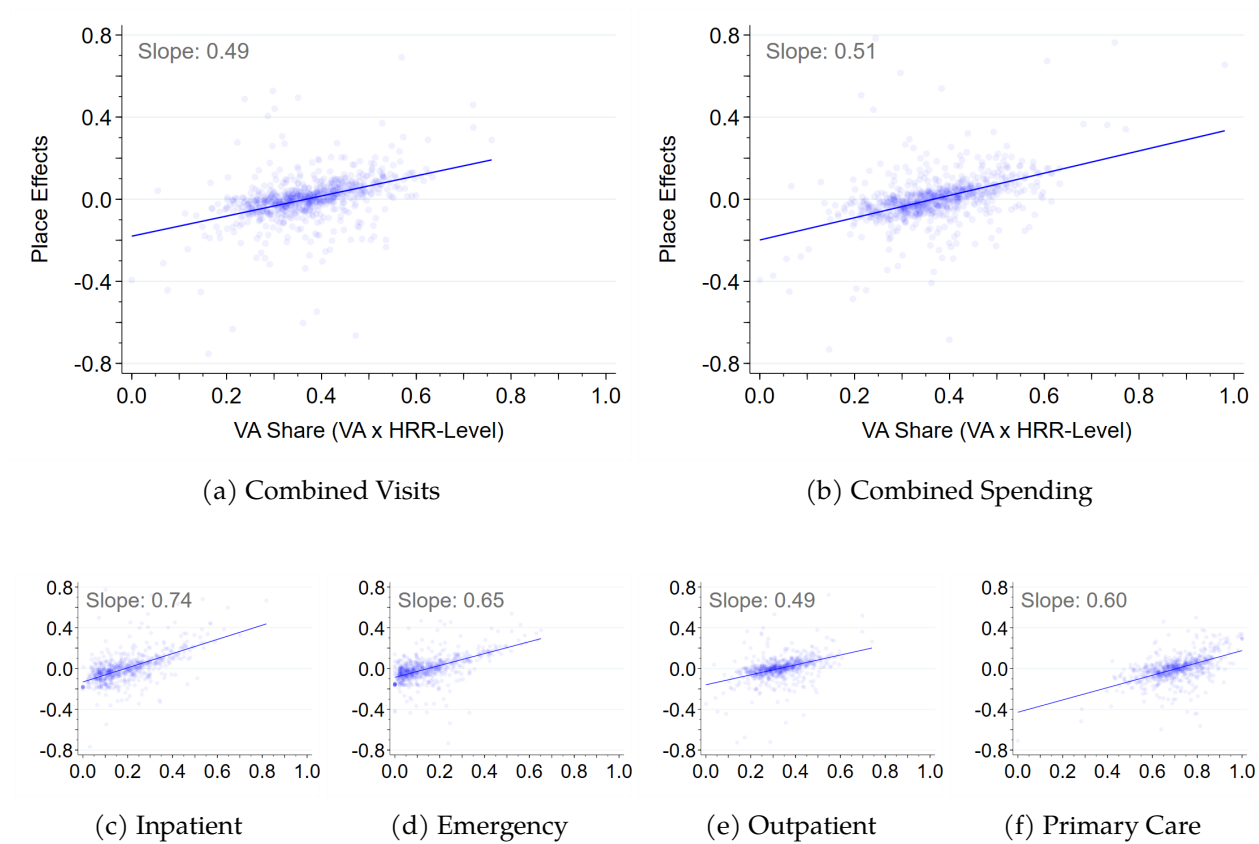 Slope: 0.49
0.8
0.4
0.0
-0.4
-0.8
Place Effects
0.0 0.2 0.4 0.6 0.8 1.0
VA Share (VA x HRR-Level)
(a) Combined Visits
Slope: 0.51
0.8
0.4
0.0
-0.4
-0.8
Place Effects
0.0 0.2 0.4 0.6 0.8 1.0
VA Share (VA x HRR-Level)
(b) Combined Spending
Slope: 0.74
0.8
0.4
0.0
-0.4
-0.8
0.0 0.2 0.4 0.6 0.8 1.0
(c) Inpatient
Slope: 0.65
0.8
0.4
0.0
-0.4
-0.8
0.0 0.2 0.4 0.6 0.8 1.0
(d) Emergency
Slope: 0.49
0.8
0.4
0.0
-0.4
-0.8
0.0 0.2 0.4 0.6 0.8 1.0
(e) Outpatient
Slope: 0.60
0.8
0.4
0.0
-0.4
-0.8
0.0 0.2 0.4 0.6 0.8 1.0
(f) Primary Care